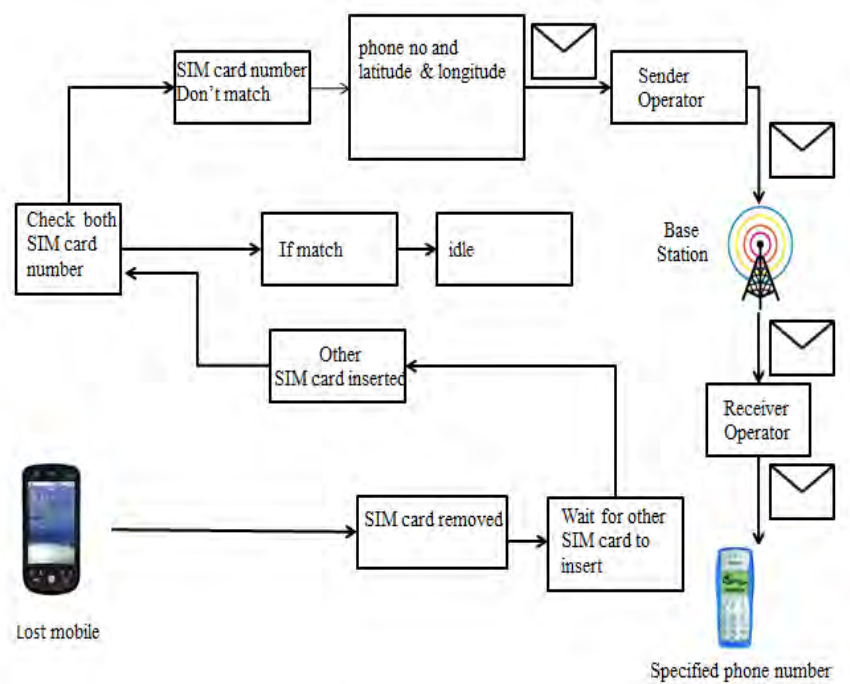 SIM card number
Don't match
phone no and
latitude & longitude
Sender
Operator
Check both
SIM card
number
If match
idle
Base
Station
Other
SIM card inserted
Receiver
Operator
SIM card removed
Wait for other
SIM card to
insert
Lost mobile
Specified phone number